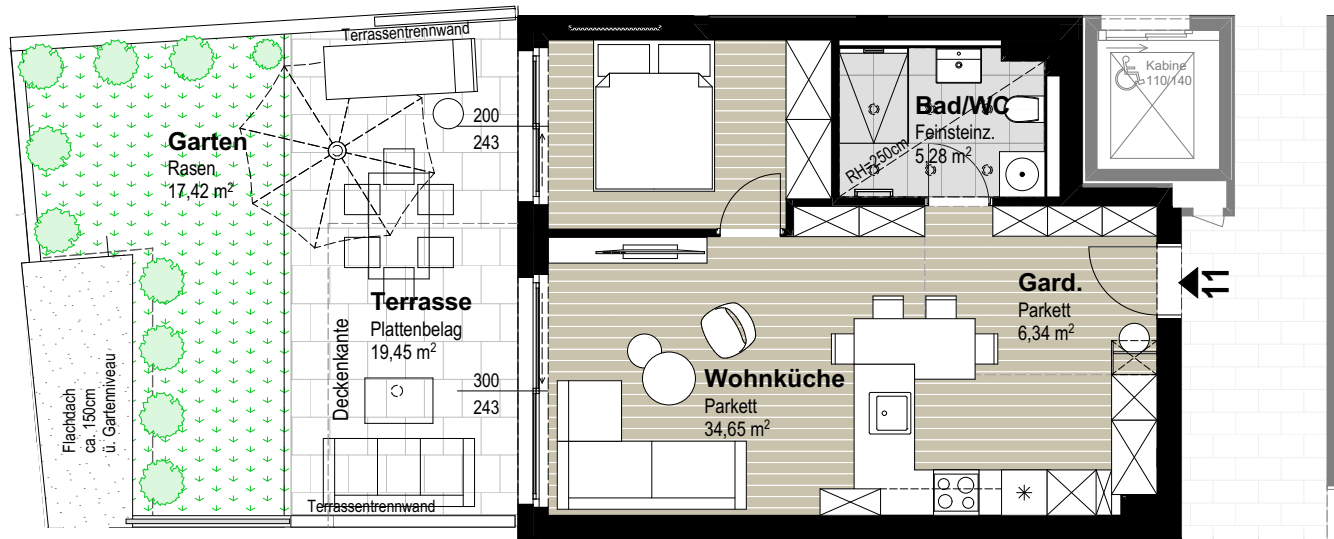 Terrassentrennwand
Garten
Rasen
17,42 m²
200
243
Bad/WC
Feinsteinz.
5,28 m²
RH=250cm
Kabine
110/140
Terrasse
Plattenbelag
19,45 m²
Deckenkante
Gard.
Parkett
6,34 m²
11
Wohnküche
Parkett
34,65 m²
300
243
Flachdach
ca. 150cm
ü. Gartenniveau
Terrassentrennwand